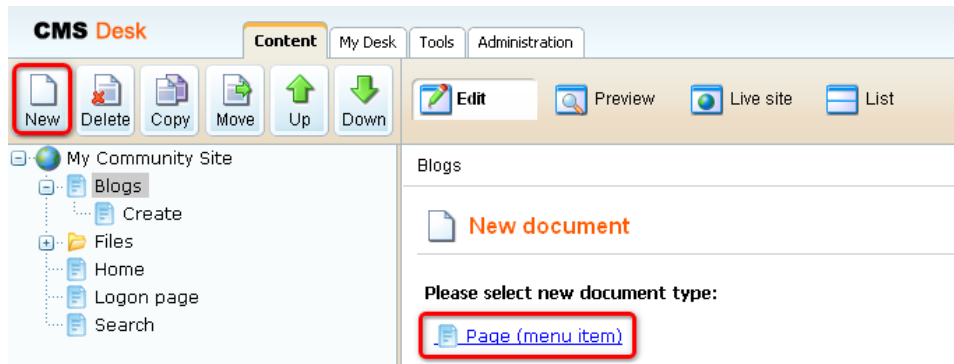 CMS Desk
Content My Desk Tools Administration
New Delete Copy Move Up Down
Edit Preview Live site List
My Community Site
Blogs
Create
Files
Home
Logon page
Search
Blogs
New document
Please select new document type:
Page (menu item)